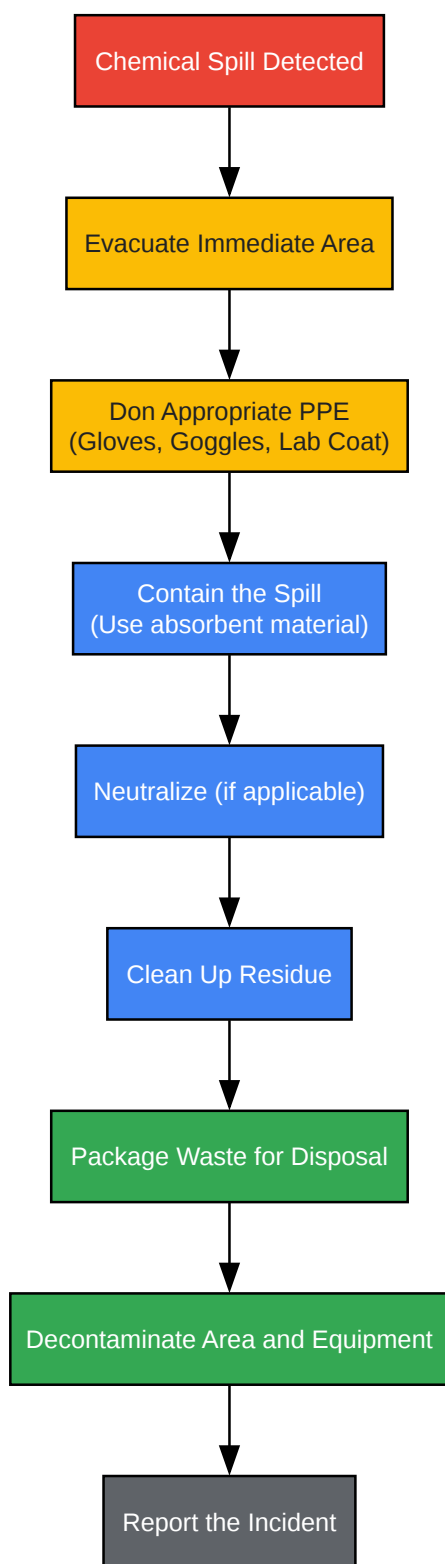 Chemical Spill Detected
Evacuate Immediate Area
Don Appropriate PPE
(Gloves, Goggles, Lab Coat)
Contain the Spill
(Use absorbent material)
Neutralize (if applicable)
Clean Up Residue
Package Waste for Disposal
Decontaminate Area and Equipment
Report the Incident